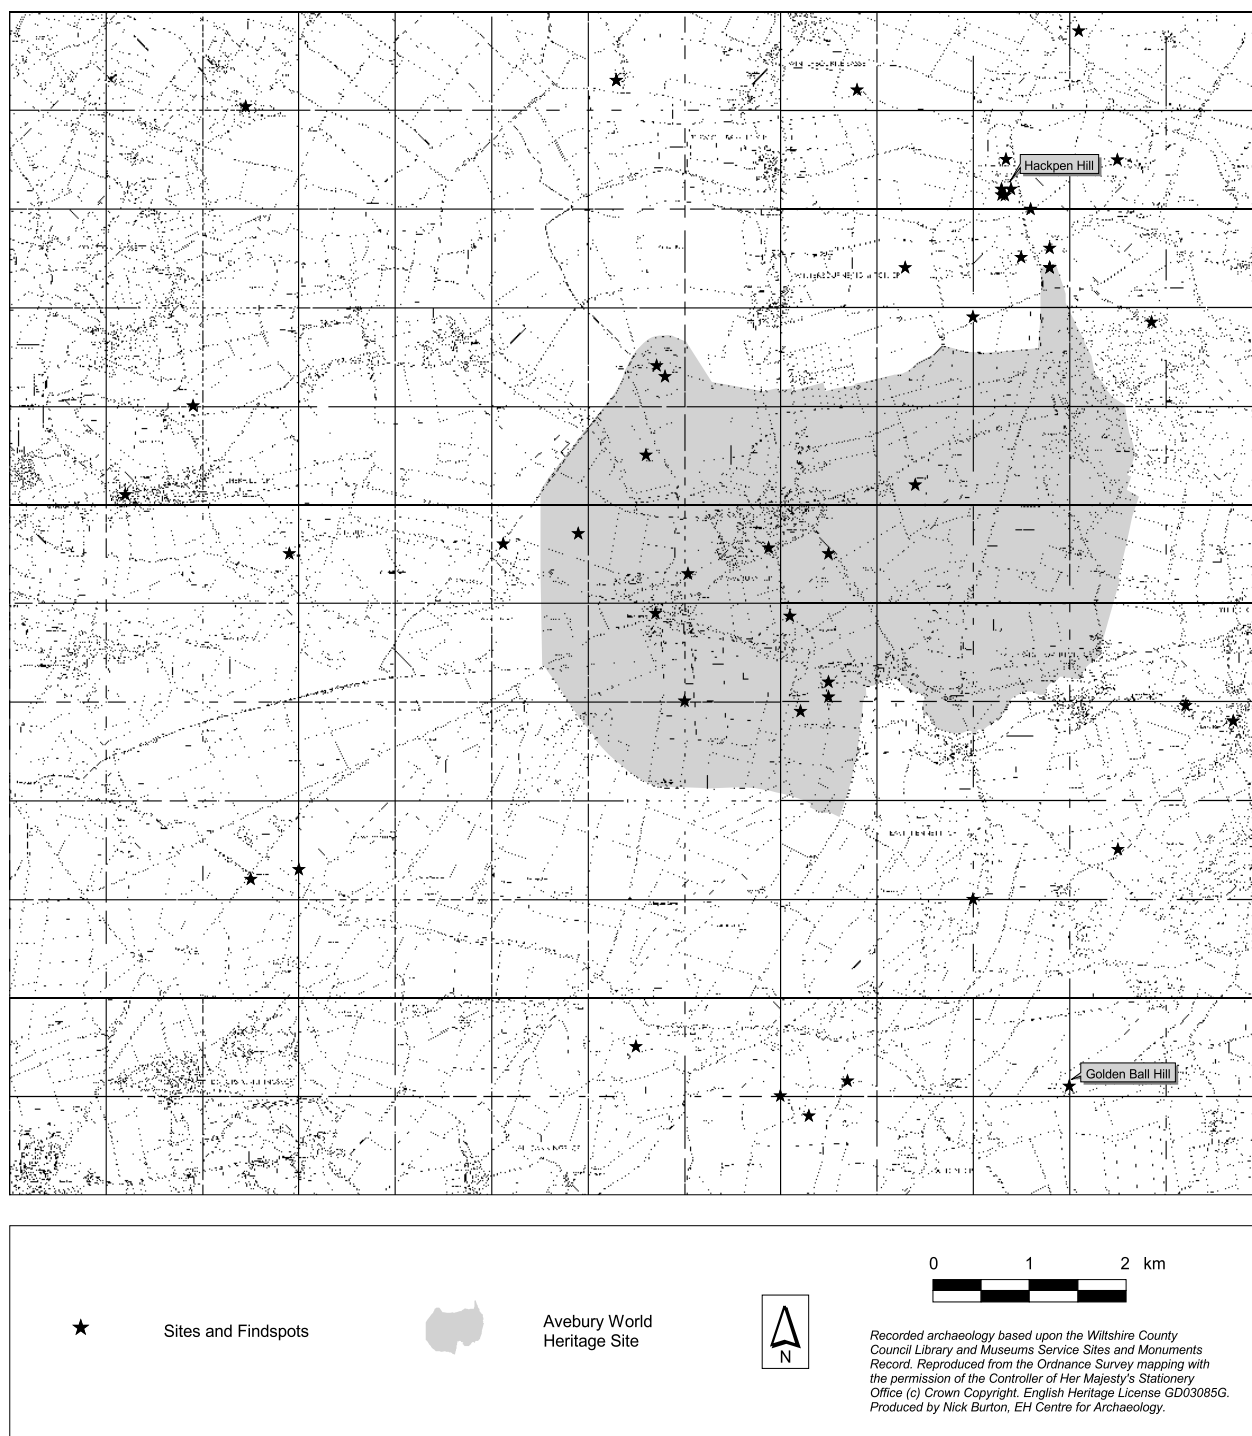 Hackpen Hill
Golden Ball Hill
0 1 2 km
Sites and Findspots
Avebury World
Heritage Site
N
Recorded archaeology based upon the Wiltshire County
Council Library and Museums Service Sites and Monuments
Record. Reproduced from the Ordnance Survey mapping with
the permission of the Controller of Her Majesty's Stationery
Office (c) Crown Copyright. English Heritage License GD03085G.
Produced by Nick Burton, EH Centre for Archaeology.